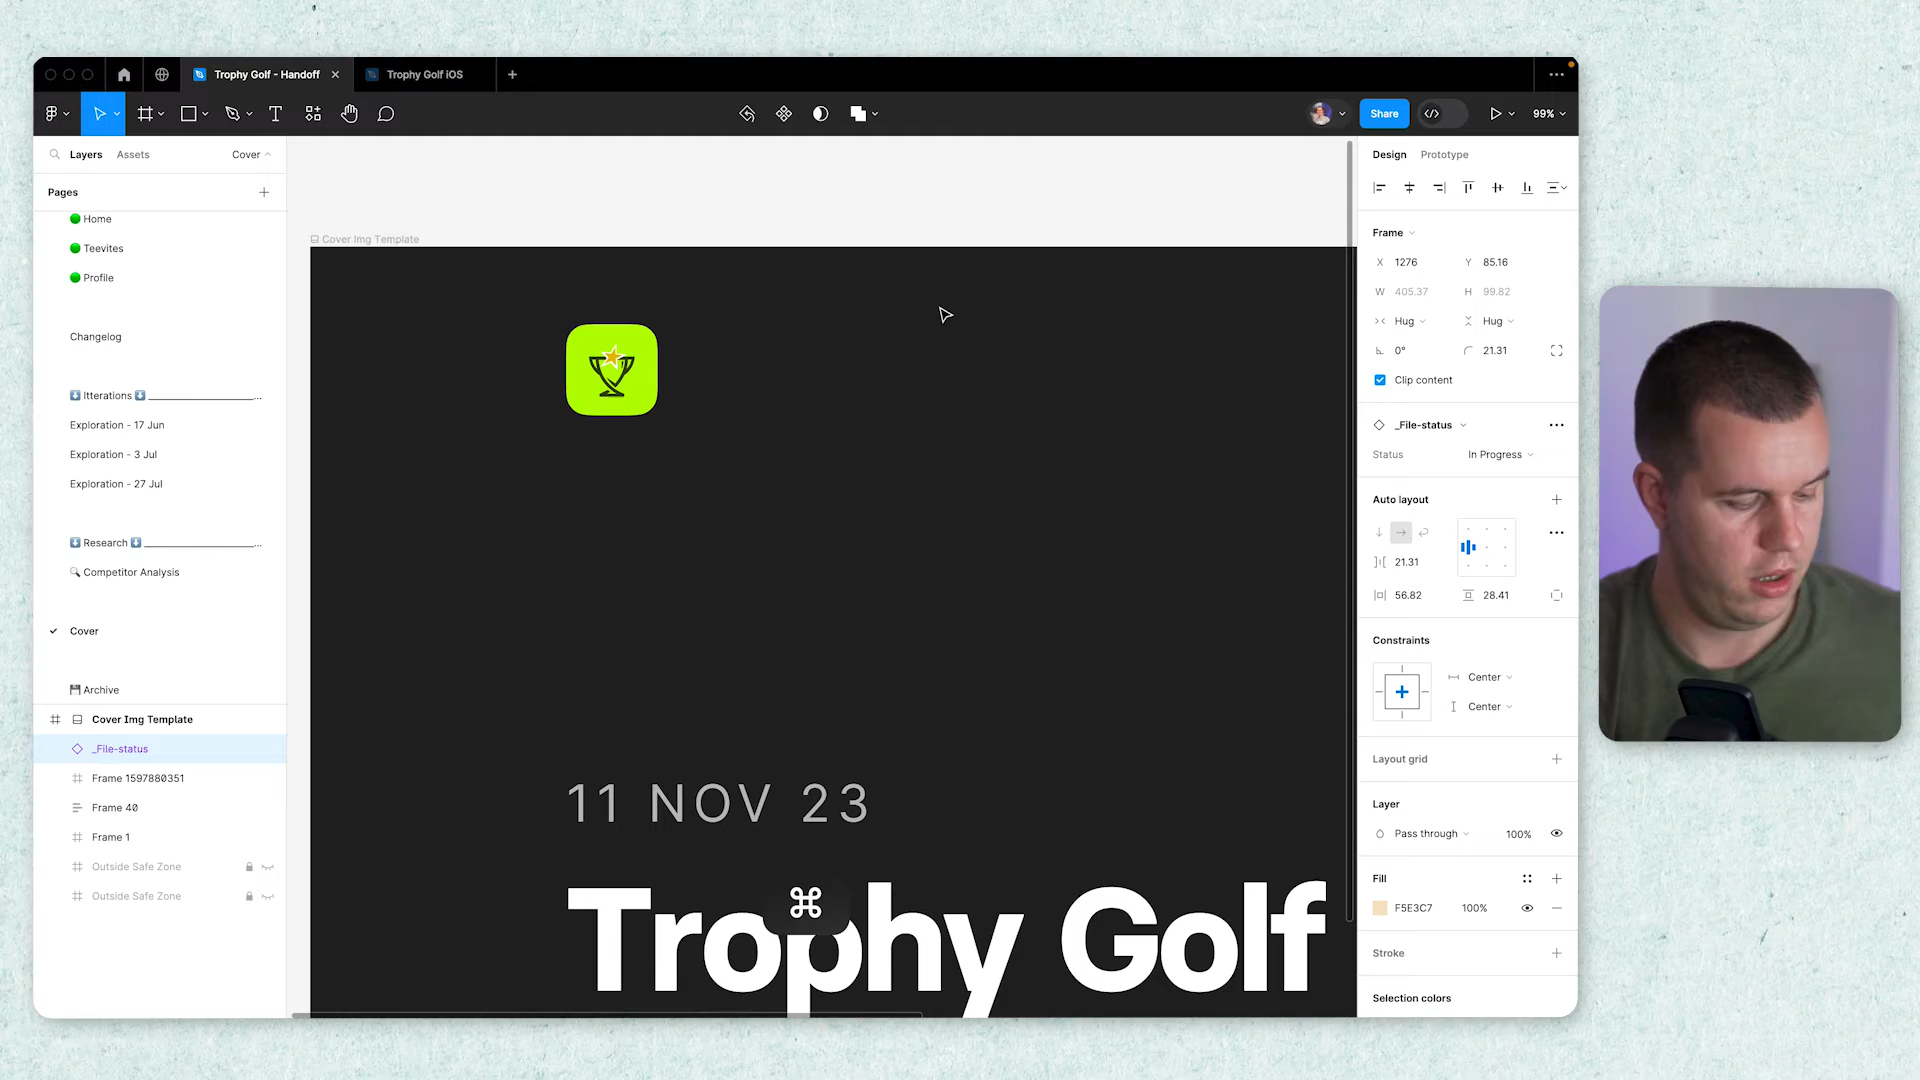 Trophy Golf - Handoff
Trophy Golf iOS
Share
99%
Layers
Assets
Cover
Pages
Home
Teevites
Profile
Changelog
Itterations ___________________...
Exploration - 17 Jun
Exploration - 3 Jul
Exploration - 27 Jul
Research ___________________...
Competitor Analysis
Cover
Archive
Cover Img Template
_File-status
Frame 1597880351
Frame 40
Frame 1
Outside Safe Zone
Outside Safe Zone
Cover Img Template
11 NOV 23
Trophy Golf
⌘
Design
Prototype
Frame
X 1276 Y 85.16
W 405.37 H 99.82
Hug Hug
0° 21.31
Clip content
_File-status
Status In Progress
Auto layout
21.31
56.82 28.41
Constraints
Center
Center
Layout grid
Layer
Pass through 100%
Fill
F5E3C7 100%
Stroke
Selection colors